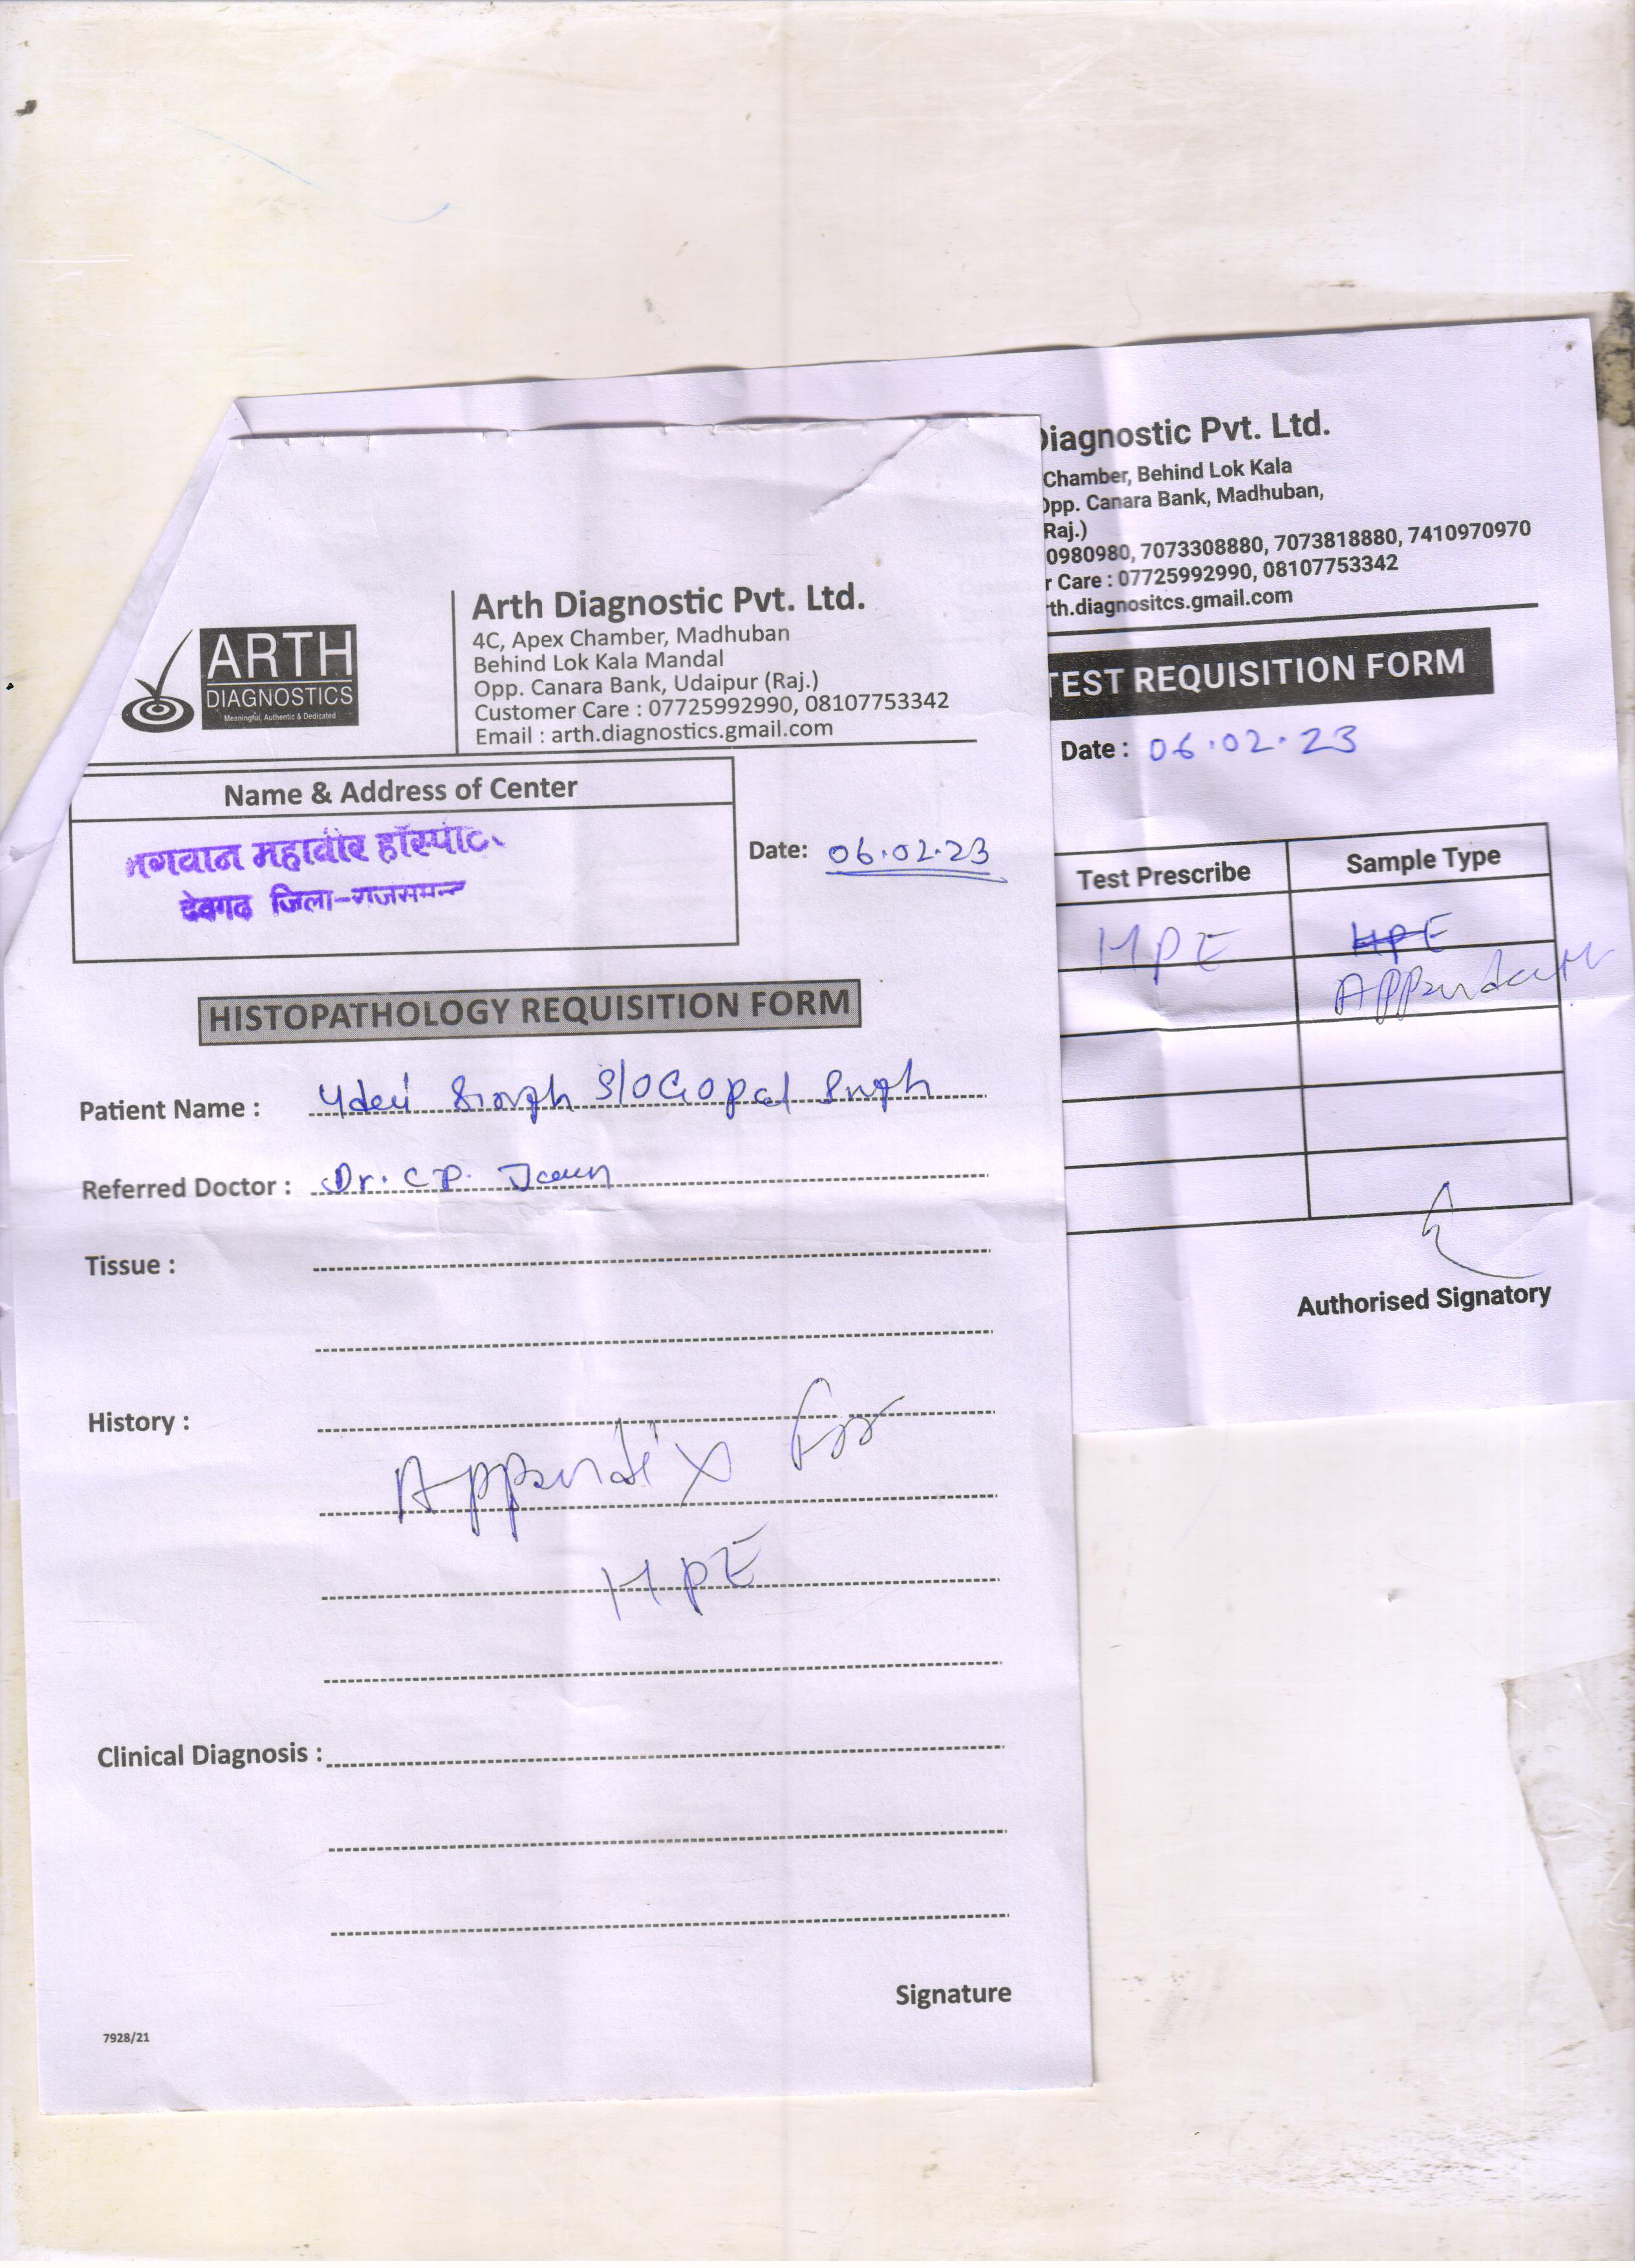 ARTH
DIAGNOSTICS
Meaningful, Authentic & Dedicated
Arth Diagnostic Pvt. Ltd.
4C, Apex Chamber, Madhuban
Behind Lok Kala Mandal
Opp. Canara Bank, Udaipur (Raj.)
Customer Care : 07725992990, 08107753342
Email : arth.diagnostics.gmail.com
Name & Address of Center
भगवान महावीर हॉस्पीट
देवगढ जिला-राजसमन्द
Date: 06.02.23
HISTOPATHOLOGY REQUISITION FORM
Patient Name : Singh S/O Gopal Singh
Referred Doctor : Dr. C.P. Jain
Tissue :
History :
Appendix for
HPE
Clinical Diagnosis :
Signature
7928/21
Diagnostic Pvt. Ltd.
Chamber, Behind Lok Kala
Opp. Canara Bank, Madhuban,
Raj.)
0980980, 7073308880, 7073818880, 7410970970
r Care : 07725992990, 08107753342
rth.diagnositcs.gmail.com
TEST REQUISITION FORM
Date : 06.02.23
Test Prescribe Sample Type
HPE HPE
Authorised Signatory